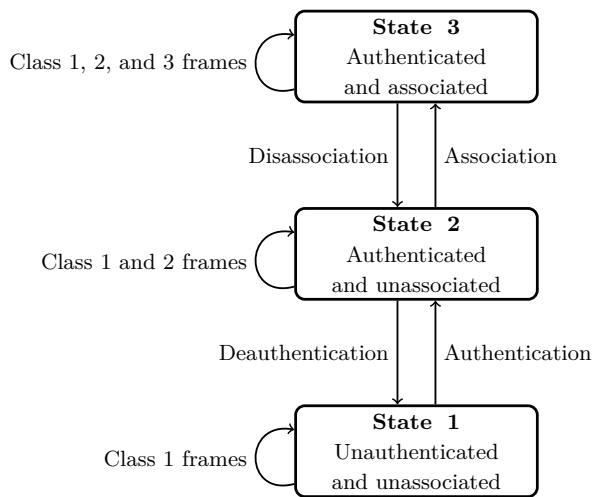 State 3
Authenticated
and associated
Class 1, 2, and 3 frames
Disassociation
Association
State 2
Authenticated
and unassociated
Class 1 and 2 frames
Deauthentication
Authentication
State 1
Unauthenticated
and unassociated
Class 1 frames